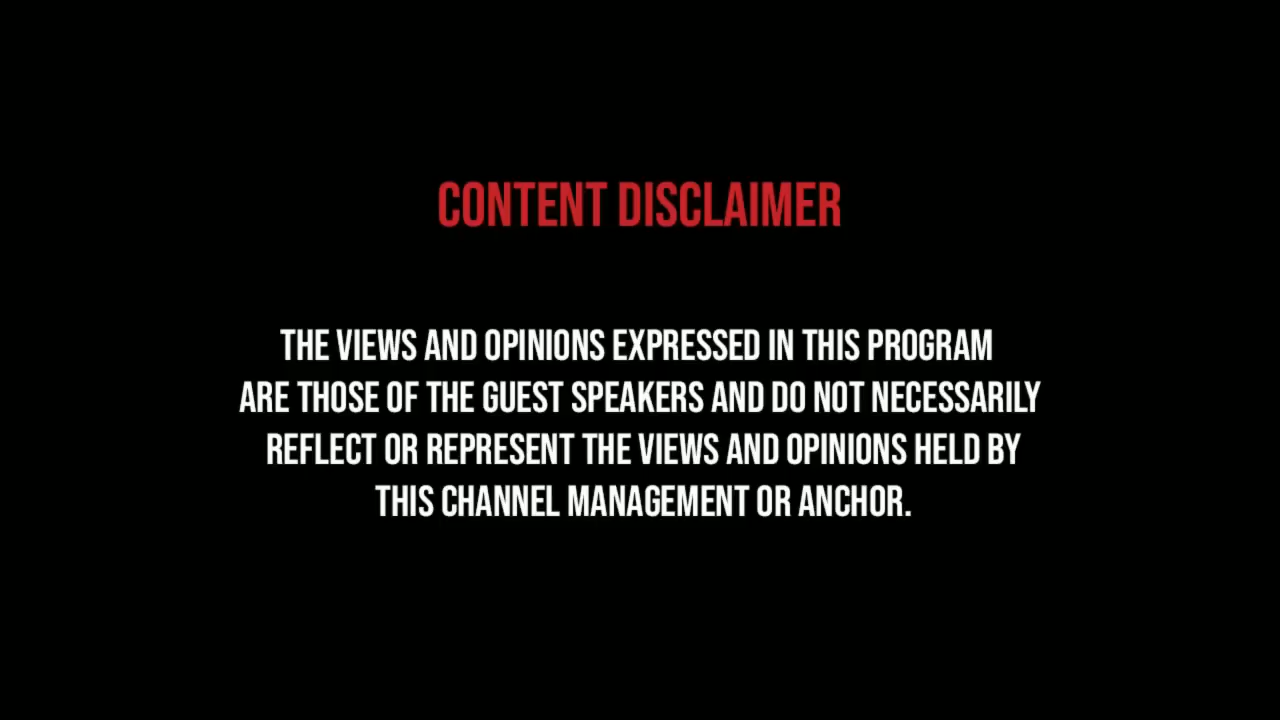 CONTENT DISCLAIMER
THE VIEWS AND OPINIONS EXPRESSED IN THIS PROGRAM
ARE THOSE OF THE GUEST SPEAKERS AND DO NOT NECESSARILY
REFLECT OR REPRESENT THE VIEWS AND OPINIONS HELD BY
THIS CHANNEL MANAGEMENT OR ANCHOR.